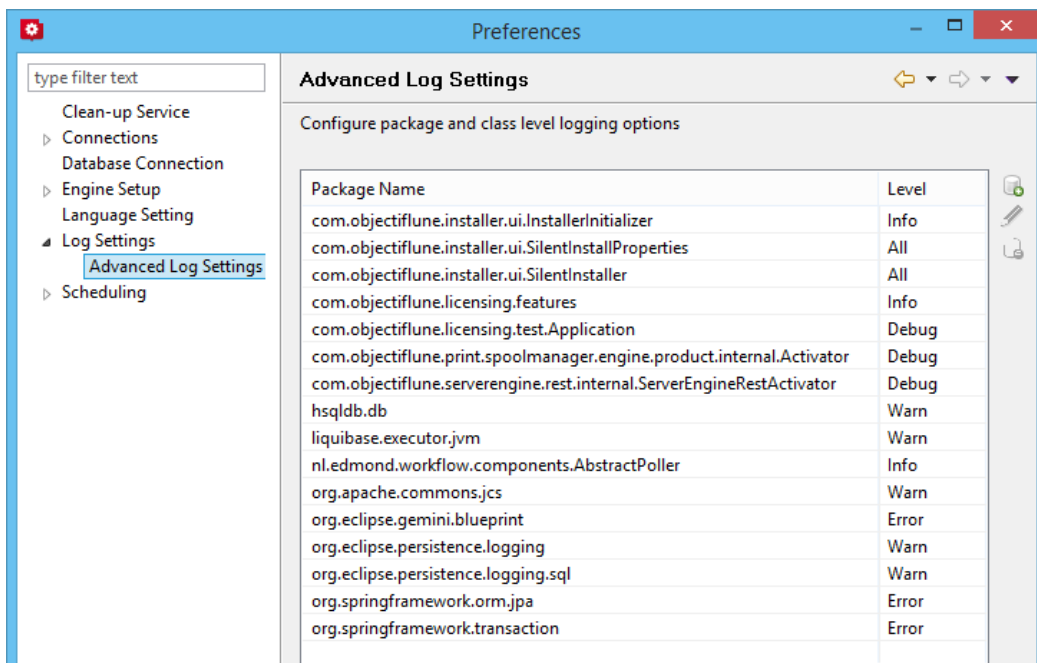 Preferences
type filter text
Clean-up Service
Connections
Database Connection
Engine Setup
Language Setting
Log Settings
Advanced Log Settings
Scheduling
Advanced Log Settings
Configure package and class level logging options
Package Name Level
com.objectiflune.installer.ui.InstallerInitializer Info
com.objectiflune.installer.ui.SilentInstallProperties All
com.objectiflune.installer.ui.SilentInstaller All
com.objectiflune.licensing.features Info
com.objectiflune.licensing.test.Application Debug
com.objectiflune.print.spoolmanager.engine.product.internal.Activator Debug
com.objectiflune.serverengine.rest.internal.ServerEngineRestActivator Debug
hsqldb.db Warn
liquibase.executor.jvm Warn
nl.edmond.workflow.components.AbstractPoller Info
org.apache.commons.jcs Warn
org.eclipse.gemini.blueprint Error
org.eclipse.persistence.logging Warn
org.eclipse.persistence.logging.sql Warn
org.springframework.orm.jpa Error
org.springframework.transaction Error